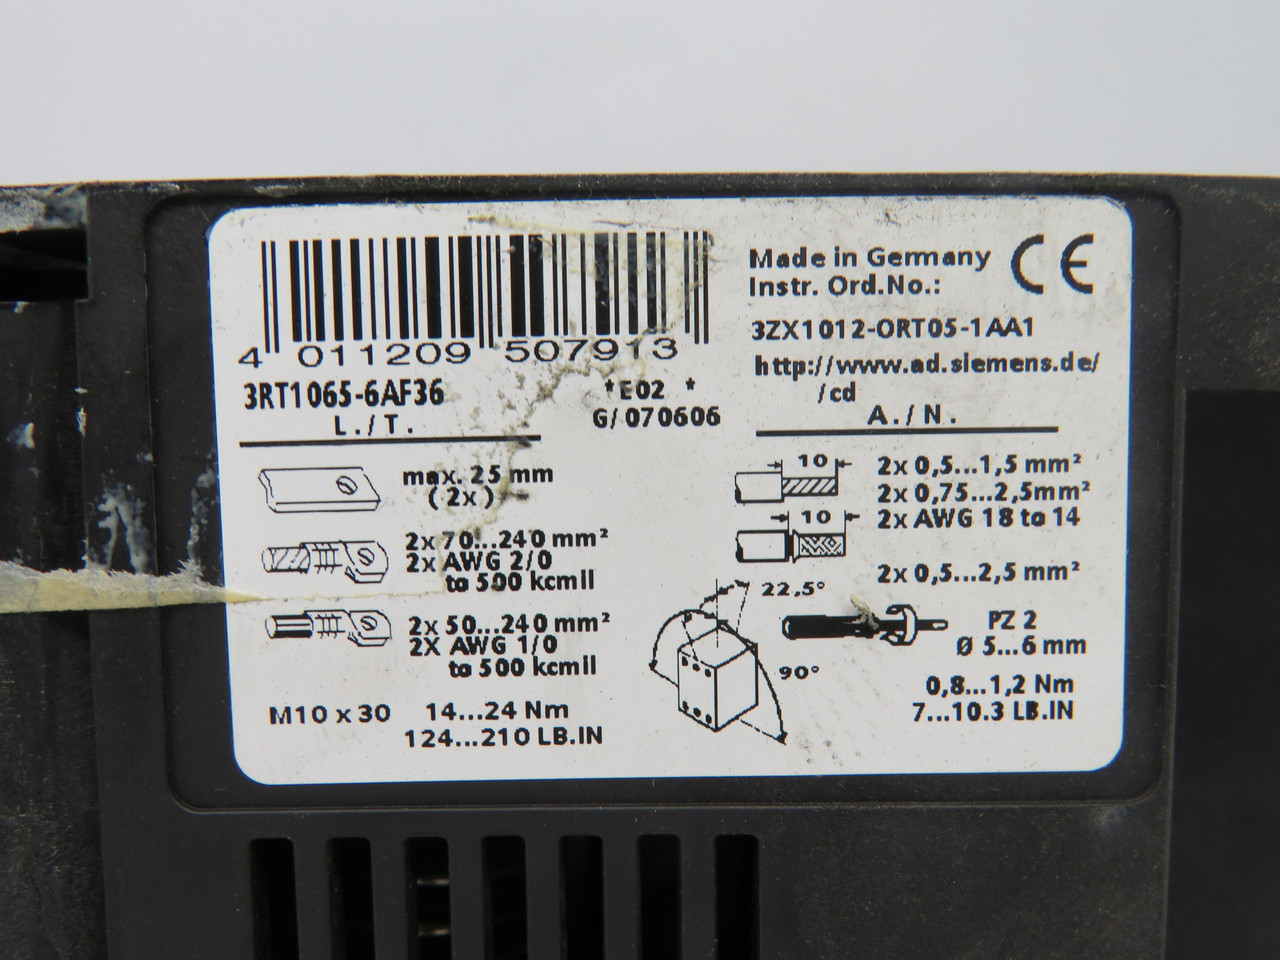 4 011209 507913
3RT1065-6AF36
*E02 *
G/070606
L./T.
max. 25 mm
(2x)
2x 70...240 mm²
2x AWG 2/0
to 500 kcmil
2x 50...240 mm²
2X AWG 1/0
to 500 kcmil
M10 x 30
14...24 Nm
124...210 LB.IN
Made in Germany
Instr. Ord.No.:
CE
3ZX1012-0RT05-1AA1
http://www.ad.siemens.de/
/cd
A./N.
10
2x 0,5...1,5 mm²
2x 0,75...2,5mm²
2x AWG 18 to 14
10
2x 0,5...2,5 mm²
22,5°
90°
PZ 2
Ø 5...6 mm
0,8...1,2 Nm
7...10.3 LB.IN